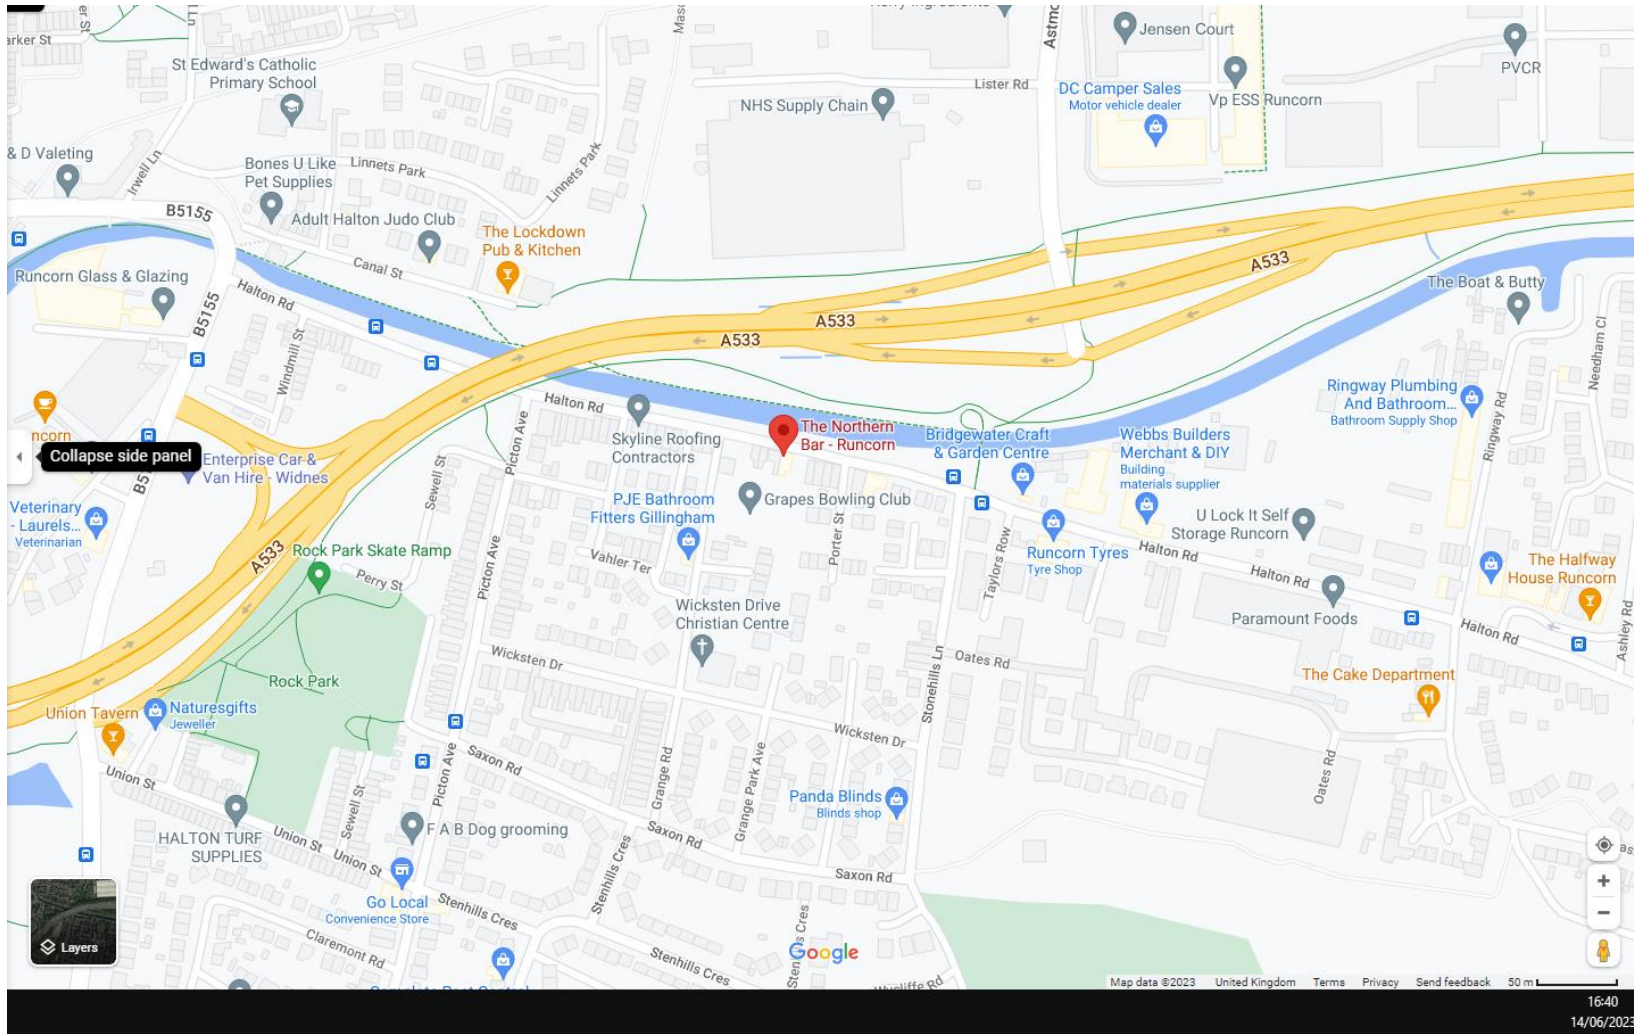 arker St
Astmo
Jensen Court
PVCR
St Edward's Catholic
Primary School
Lister Rd
DC Camper Sales
Motor vehicle dealer
Vp ESS Runcorn
NHS Supply Chain
& D Valeting
Irwell Ln
Bones U Like
Pet Supplies
Linnets Park
Linnets Park
B5155
Adult Halton Judo Club
The Lockdown
Pub & Kitchen
Canal St
A533
Runcorn Glass & Glazing
Halton Rd
B5155
The Boat & Butty
A533
A533
Windmill St
Needham Cl
Ringway Plumbing
And Bathroom...
Bathroom Supply Shop
Ringway Rd
Halton Rd
Picton Ave
Skyline Roofing
Contractors
The Northern
Bar - Runcorn
Bridgewater Craft
& Garden Centre
Webbs Builders
Merchant & DIY
Building
materials supplier
ncorn
Collapse side panel
Enterprise Car &
Van Hire - Widnes
Sewell St
Veterinary
- Laurels...
Veterinarian
PJE Bathroom
Fitters Gillingham
Grapes Bowling Club
Porter St
U Lock It Self
Storage Runcorn
Runcorn Tyres
Tyre Shop
Halton Rd
Taylors Row
The Halfway
House Runcorn
A533
Rock Park Skate Ramp
Perry St
Picton Ave
Vahler Ter
Halton Rd
Wicksten Drive
Christian Centre
Paramount Foods
Halton Rd
Ashley Rd
Wicksten Dr
Stonehills Ln
Oates Rd
Rock Park
The Cake Department
Union Tavern
Naturesgifts
Jeweller
Wicksten Dr
Saxon Rd
Picton Ave
Grange Rd
Grange Park Ave
Oates Rd
Union St
Sewell St
Panda Blinds
Blinds shop
HALTON TURF
SUPPLIES
Union St
Union St
F A B Dog grooming
Saxon Rd
Saxon Rd
Stenhills Cres
Go Local
Convenience Store
Stenhills Cres
Layers
Claremont Rd
Stenhills Cres
Google
Wycliffe Rd
Map data ©2023 United Kingdom Terms Privacy Send feedback 50 m
16:40
14/06/2023